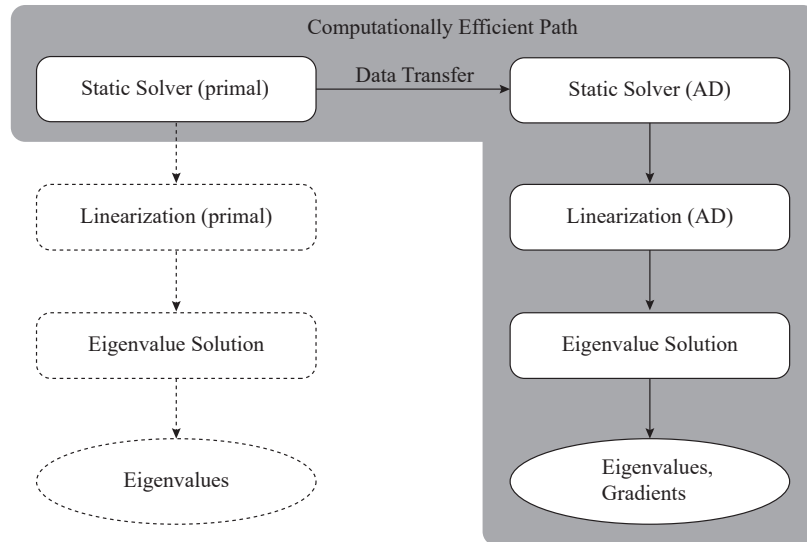 Computationally Efficient Path
Static Solver (primal)
Data Transfer
Static Solver (AD)
Linearization (primal)
Linearization (AD)
Eigenvalue Solution
Eigenvalue Solution
Eigenvalues
Eigenvalues,
Gradients